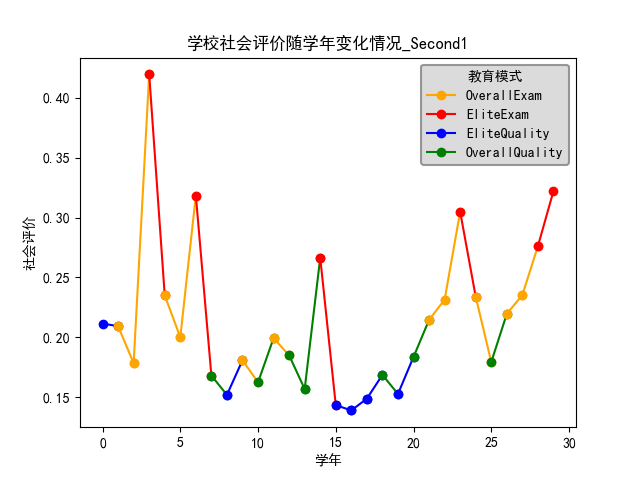 学校社会评价随学年变化情况_Second1
教育模式
OverallExam
EliteExam
EliteQuality
OverallQuality
0.40
0.35
0.30
0.25
0.20
0.15
社会评价
0 5 10 15 20 25 30
学年